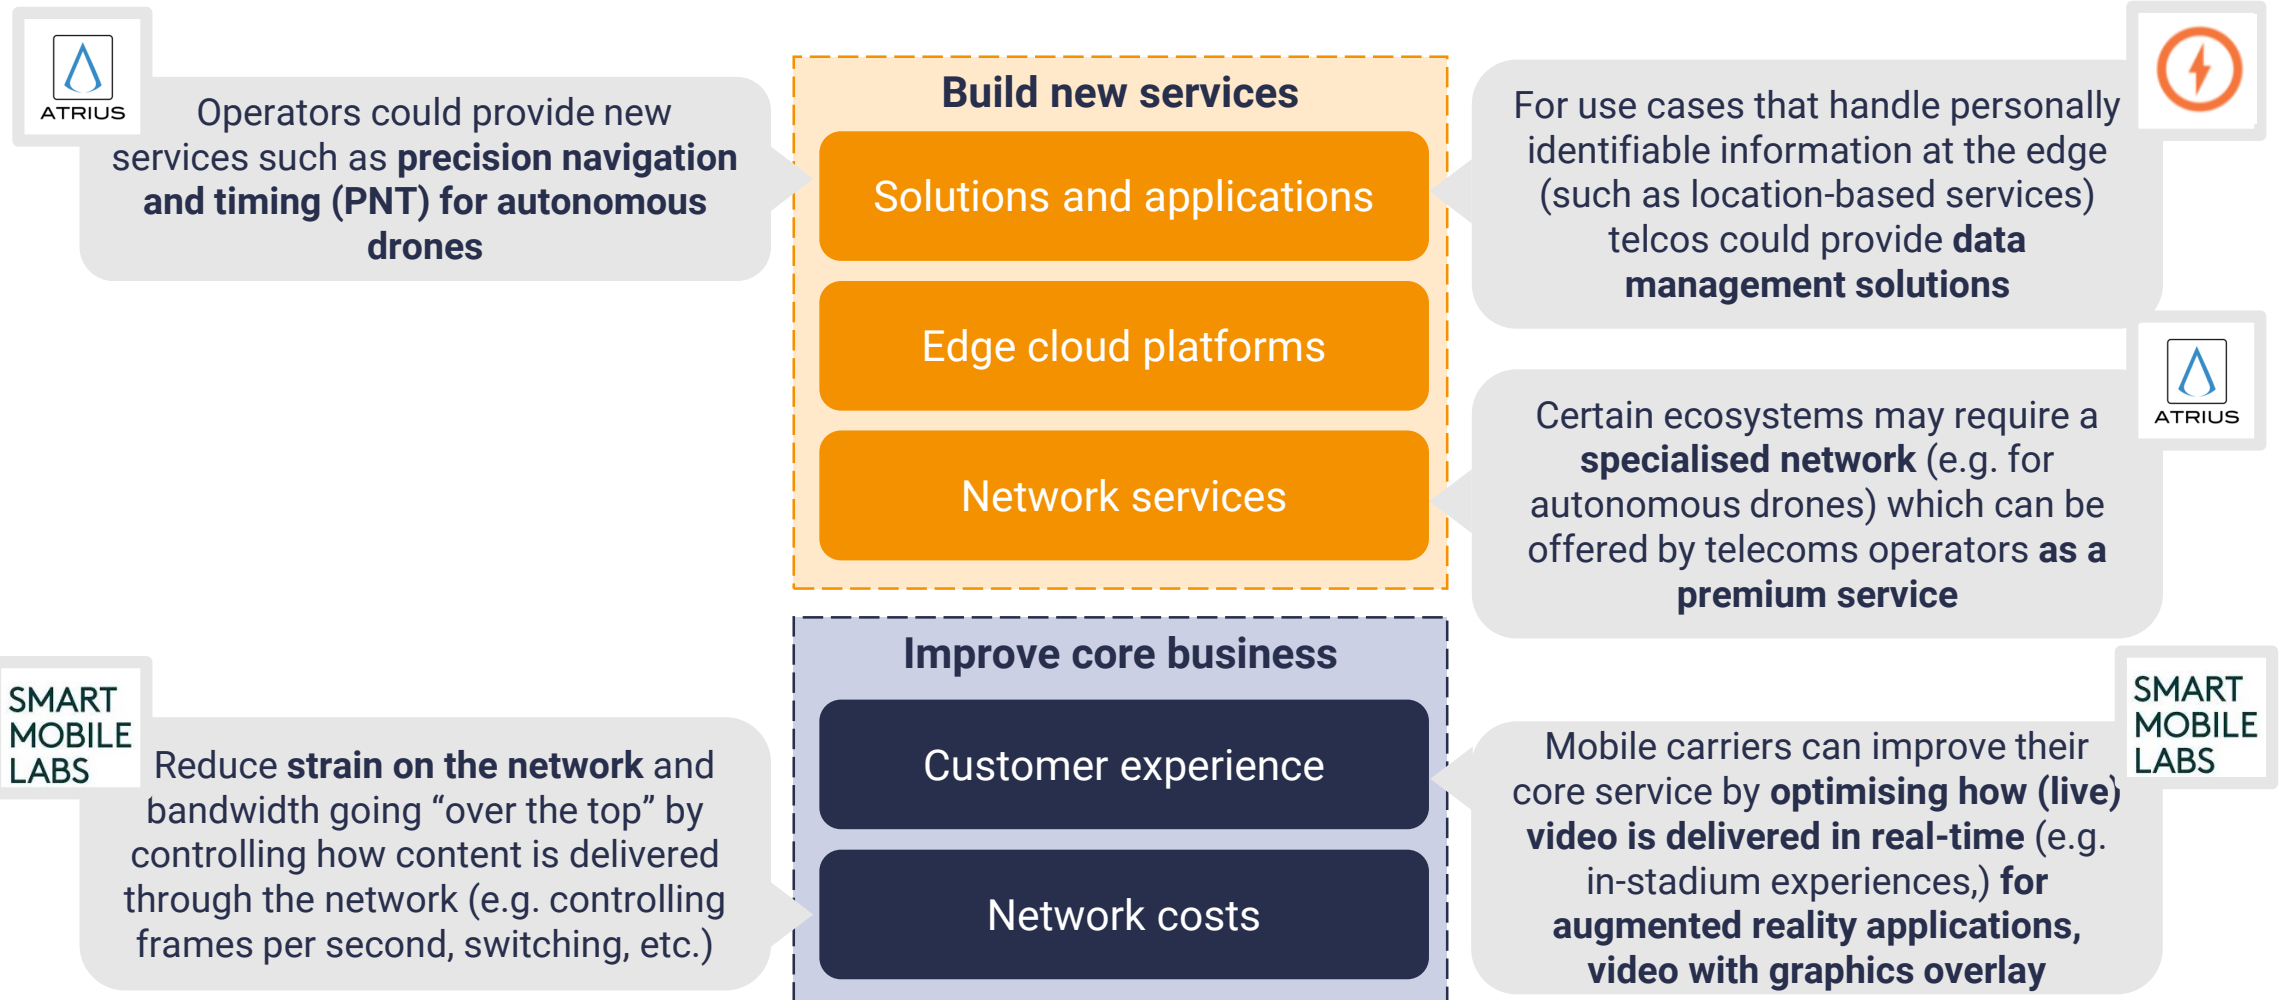 ATRIUS
Operators could provide new
services such as precision navigation
and timing (PNT) for autonomous
drones
Build new services
Solutions and applications
Edge cloud platforms
Network services
For use cases that handle personally
identifiable information at the edge
(such as location-based services)
telcos could provide data
management solutions
ATRIUS
Certain ecosystems may require a
specialised network (e.g. for
autonomous drones) which can be
offered by telecoms operators as a
premium service
SMART
MOBILE
LABS
Reduce strain on the network and
bandwidth going “over the top” by
controlling how content is delivered
through the network (e.g. controlling
frames per second, switching, etc.)
Improve core business
Customer experience
Network costs
SMART
MOBILE
LABS
Mobile carriers can improve their
core service by optimising how (live)
video is delivered in real-time (e.g.
in-stadium experiences,) for
augmented reality applications,
video with graphics overlay